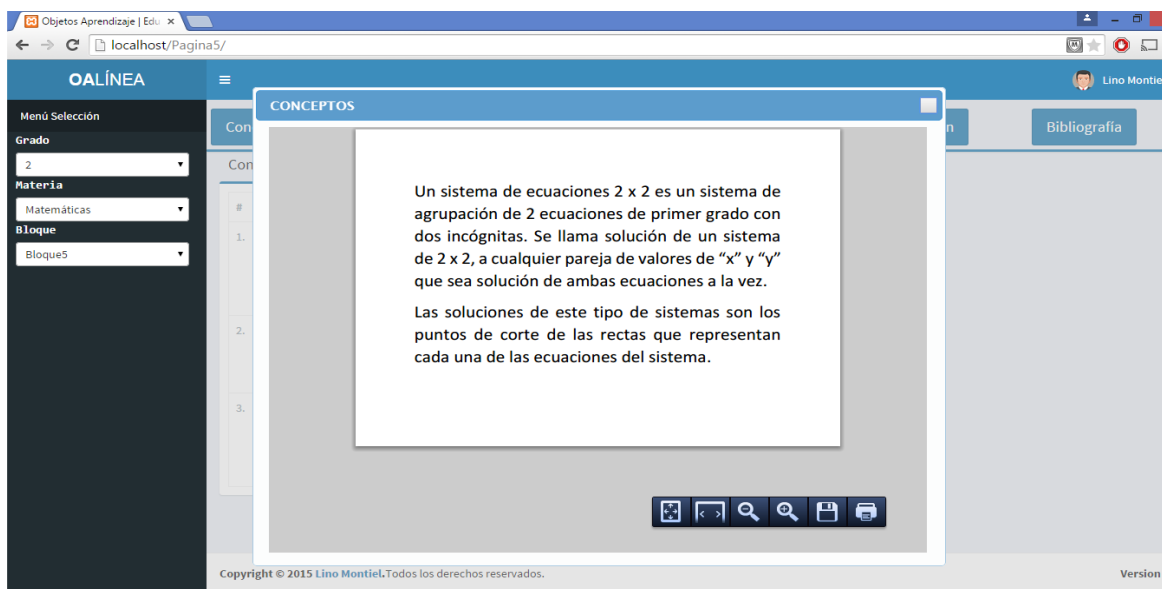 Objetos Aprendizaje | Edu
localhost/Pagina5/
OALÍNEA
Lino Montie
Menú Selección
Grado
2
Materia
Matemáticas
Bloque
Bloque5
Con
n
Bibliografía
Con
#
1.
2.
3.
CONCEPTOS
Un sistema de ecuaciones 2 x 2 es un sistema de
agrupación de 2 ecuaciones de primer grado con
dos incógnitas. Se llama solución de un sistema
de 2 x 2, a cualquier pareja de valores de “x” y “y”
que sea solución de ambas ecuaciones a la vez.
Las soluciones de este tipo de sistemas son los
puntos de corte de las rectas que representan
cada una de las ecuaciones del sistema.
Copyright © 2015 Lino Montiel.Todos los derechos reservados.
Version